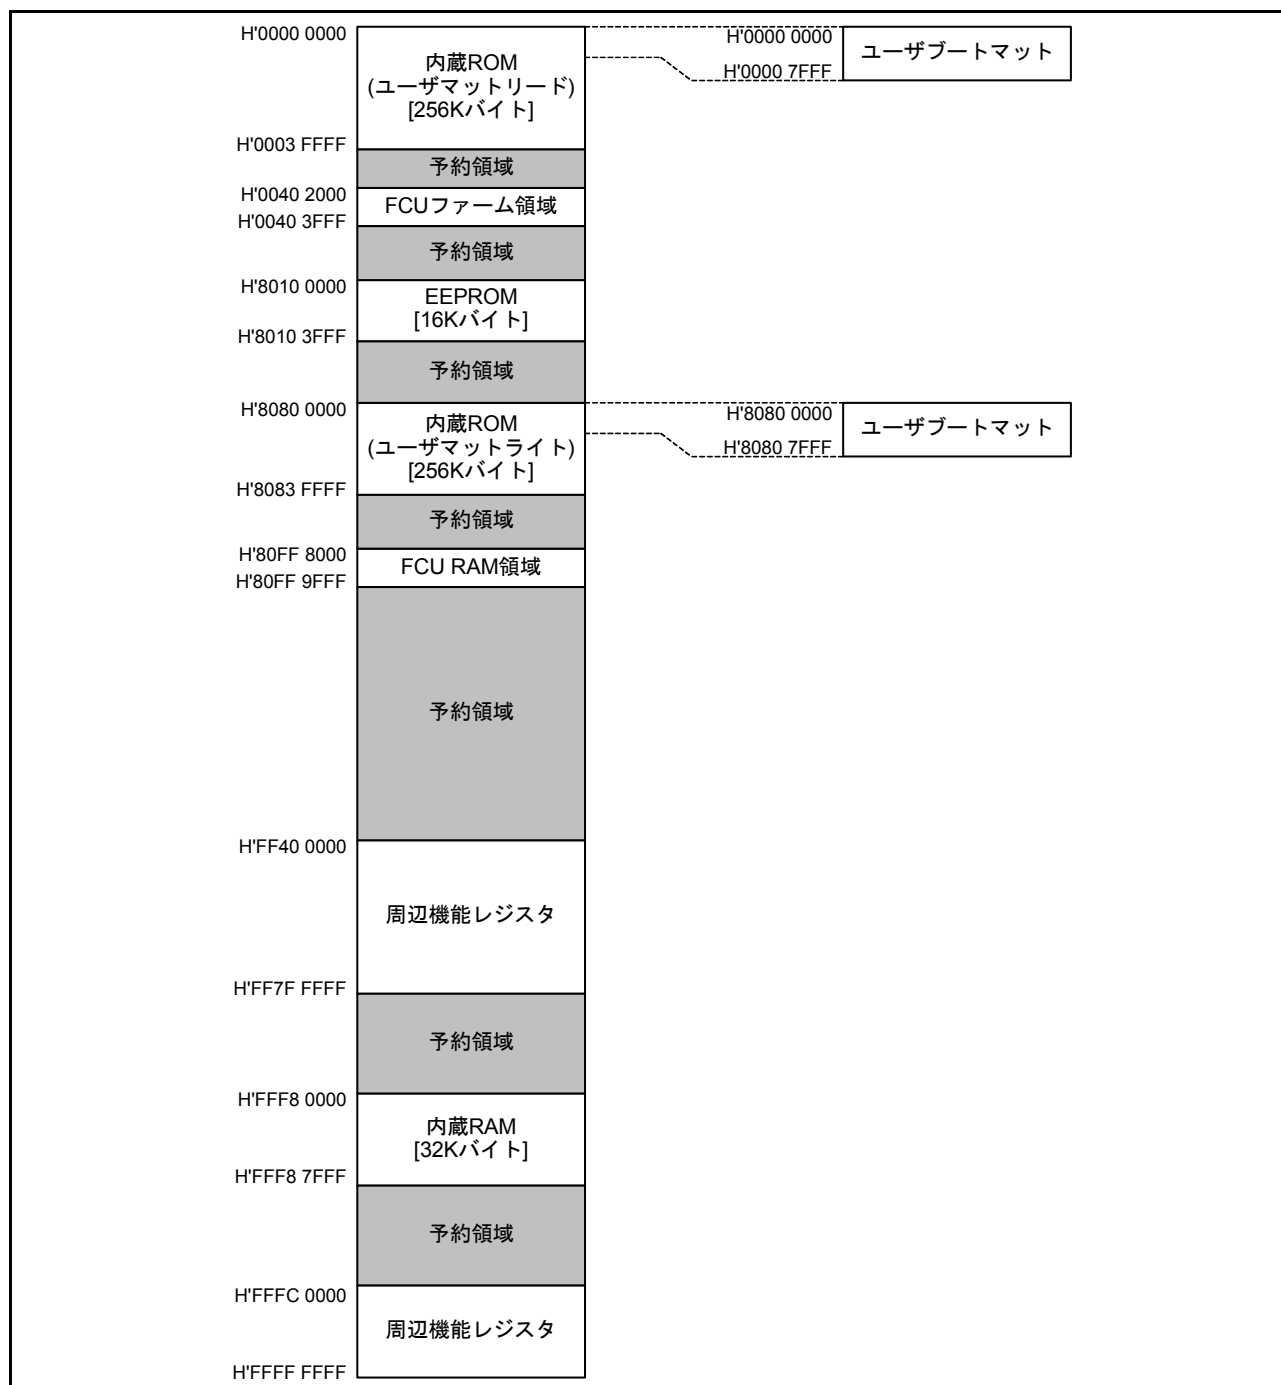 H'0000 0000
内蔵ROM
(ユーザマットリード)
[256Kバイト]
H'0003 FFFF
H'0000 0000
H'0000 7FFF
ユーザブートマット
予約領域
H'0040 2000
FCUファーム領域
H'0040 3FFF
予約領域
H'8010 0000
EEPROM
[16Kバイト]
H'8010 3FFF
予約領域
H'8080 0000
内蔵ROM
(ユーザマットライト)
[256Kバイト]
H'8083 FFFF
H'8080 0000
H'8080 7FFF
ユーザブートマット
予約領域
H'80FF 8000
FCU RAM領域
H'80FF 9FFF
予約領域
H'FF40 0000
周辺機能レジスタ
H'FF7F FFFF
予約領域
H'FFF8 0000
内蔵RAM
[32Kバイト]
H'FFF8 7FFF
予約領域
H'FFFC 0000
周辺機能レジスタ
H'FFFF FFFF